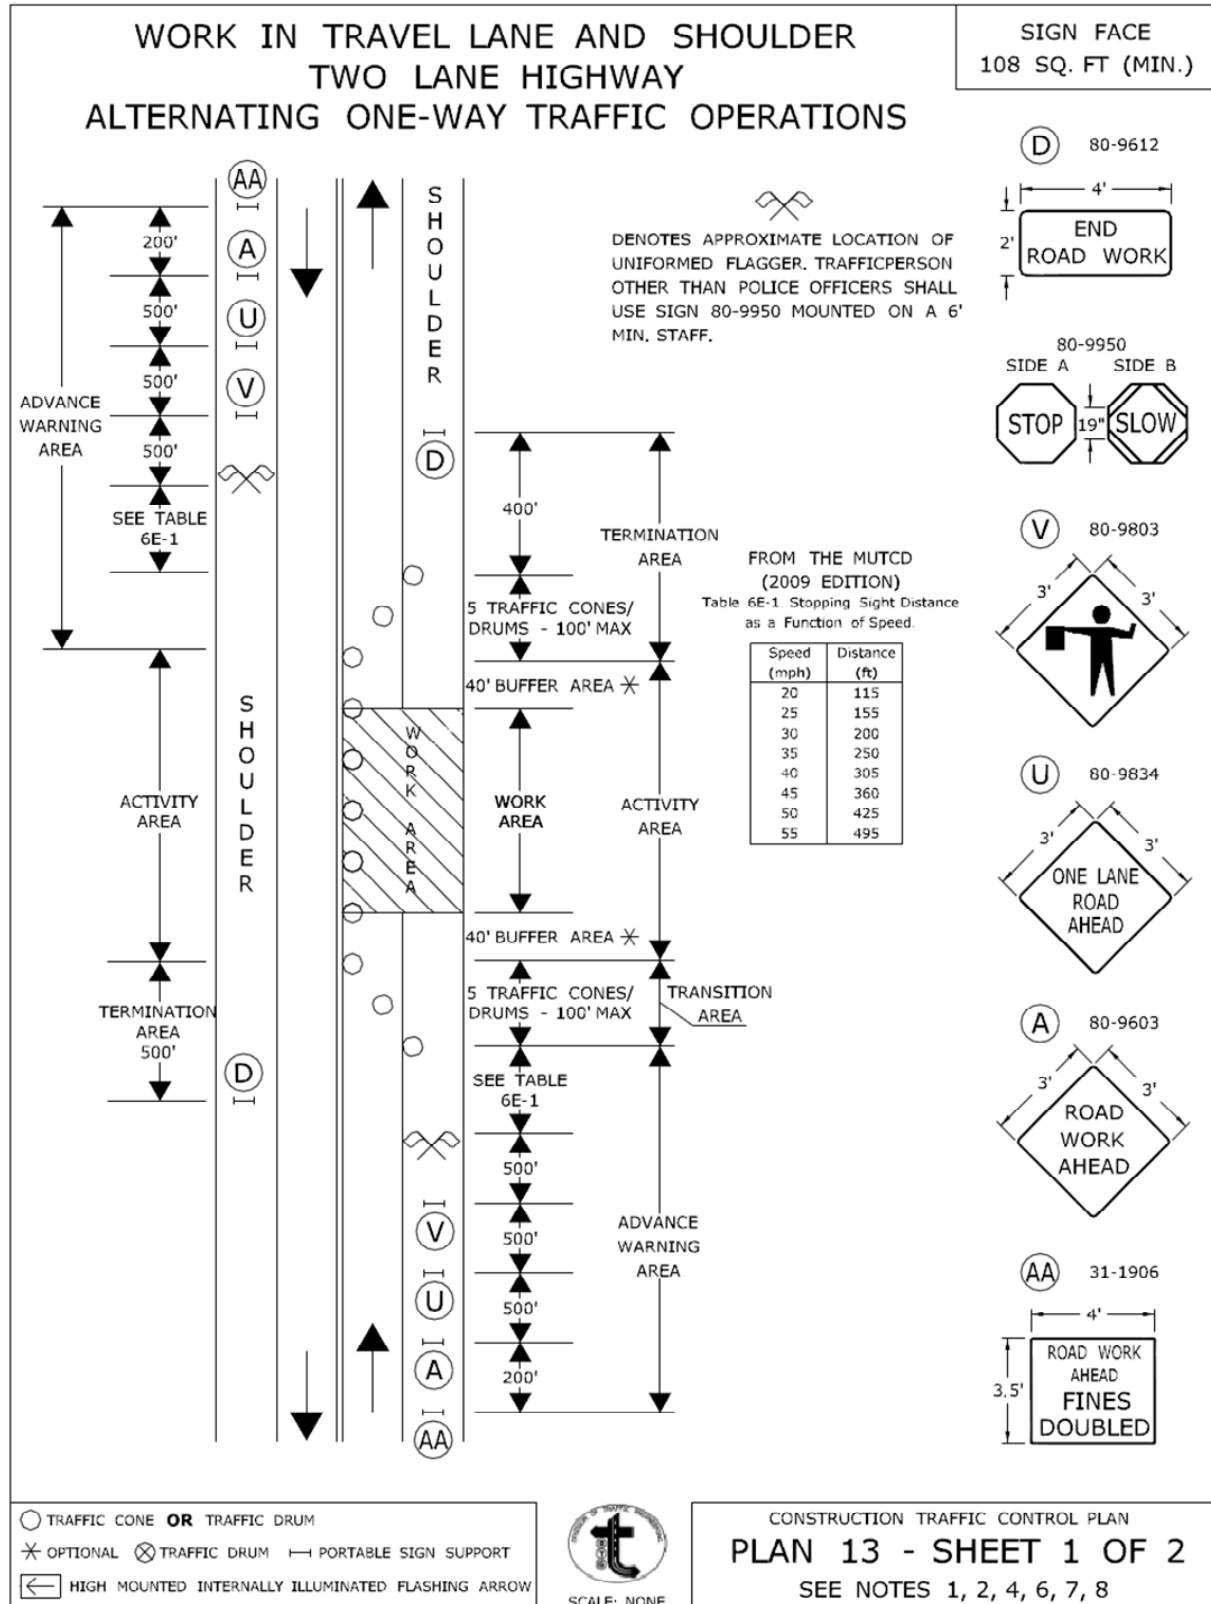 WORK IN TRAVEL LANE AND SHOULDER
TWO LANE HIGHWAY
ALTERNATING ONE-WAY TRAFFIC OPERATIONS
SIGN FACE
108 SQ. FT (MIN.)
AA
A
U
V
200'
500'
500'
500'
SEE TABLE
6E-1
ADVANCE
WARNING
AREA
SHOULDER
ACTIVITY
AREA
TERMINATION
AREA
500'
D
SHOULDER
D
400'
TERMINATION
AREA
5 TRAFFIC CONES/
DRUMS - 100' MAX
40' BUFFER AREA
WORK AREA
WORK
AREA
ACTIVITY
AREA
40' BUFFER AREA
5 TRAFFIC CONES/
DRUMS - 100' MAX
TRANSITION
AREA
SEE TABLE
6E-1
500'
V
500'
U
500'
A
200'
AA
ADVANCE
WARNING
AREA
DENOTES APPROXIMATE LOCATION OF
UNIFORMED FLAGGER. TRAFFICPERSON
OTHER THAN POLICE OFFICERS SHALL
USE SIGN 80-9950 MOUNTED ON A 6'
MIN. STAFF.
FROM THE MUTCD
(2009 EDITION)
Table 6E-1 Stopping Sight Distance
as a Function of Speed.
Speed Distance
(mph) (ft)
20 115
25 155
30 200
35 250
40 305
45 360
50 425
55 495
D 80-9612
4'
2'
END
ROAD WORK
80-9950
SIDE A SIDE B
STOP 19" SLOW
V 80-9803
3' 3'
U 80-9834
3' 3'
ONE LANE
ROAD
AHEAD
A 80-9603
3' 3'
ROAD
WORK
AHEAD
AA 31-1906
4'
3.5'
ROAD WORK
AHEAD
FINES
DOUBLED
TRAFFIC CONE OR TRAFFIC DRUM
OPTIONAL TRAFFIC DRUM PORTABLE SIGN SUPPORT
HIGH MOUNTED INTERNALLY ILLUMINATED FLASHING ARROW
DIVISION OF TRAFFIC ENGINEERING
SCALE: NONE
CONSTRUCTION TRAFFIC CONTROL PLAN
PLAN 13 - SHEET 1 OF 2
SEE NOTES 1, 2, 4, 6, 7, 8